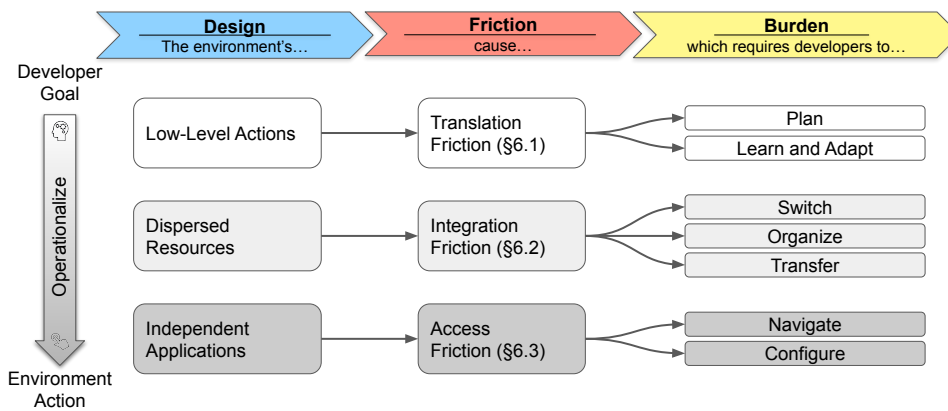 Design
The environment's…
Friction
cause…
Burden
which requires developers to…
Developer
Goal
Operationalize
Environment
Action
Low-Level Actions
Translation
Friction (§6.1)
Plan
Learn and Adapt
Dispersed
Resources
Integration
Friction (§6.2)
Switch
Organize
Transfer
Independent
Applications
Access
Friction (§6.3)
Navigate
Configure